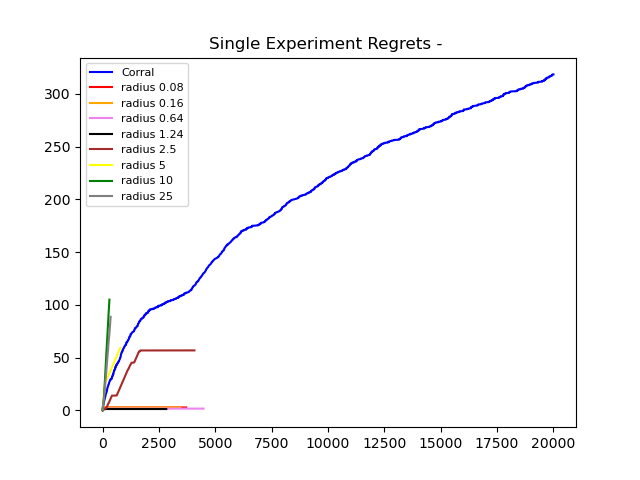 Single Experiment Regrets -
Corral
radius 0.08
radius 0.16
radius 0.64
radius 1.24
radius 2.5
radius 5
radius 10
radius 25
300
250
200
150
100
50
0
0 2500 5000 7500 10000 12500 15000 17500 20000